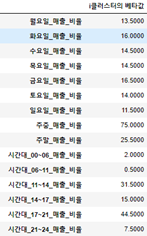 i클러스터의 베타값
월요일_매출_비율 13.5000
화요일_매출_비율 16.0000
수요일_매출_비율 14.5000
목요일_매출_비율 14.5000
금요일_매출_비율 16.5000
토요일_매출_비율 14.0000
일요일_매출_비율 11.5000
주중_매출_비율 75.0000
주말_매출_비율 25.5000
시간대_00~06_매출_비율 2.0000
시간대_06~11_매출_비율 0.5000
시간대_11~14_매출_비율 31.5000
시간대_14~17_매출_비율 15.0000
시간대_17~21_매출_비율 44.5000
시간대_21~24_매출_비율 7.5000